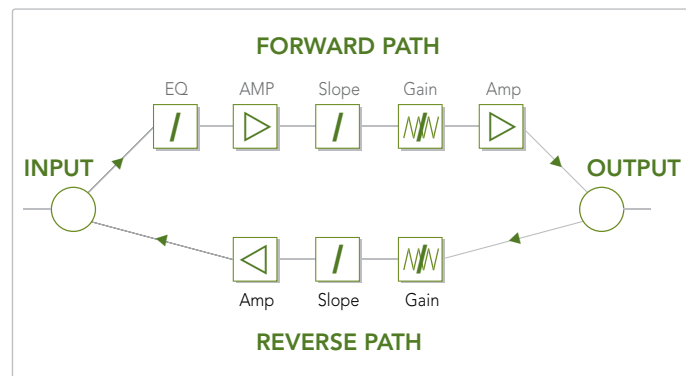 FORWARD PATH
EQ AMP Slope Gain Amp
INPUT OUTPUT
Amp Slope Gain
REVERSE PATH